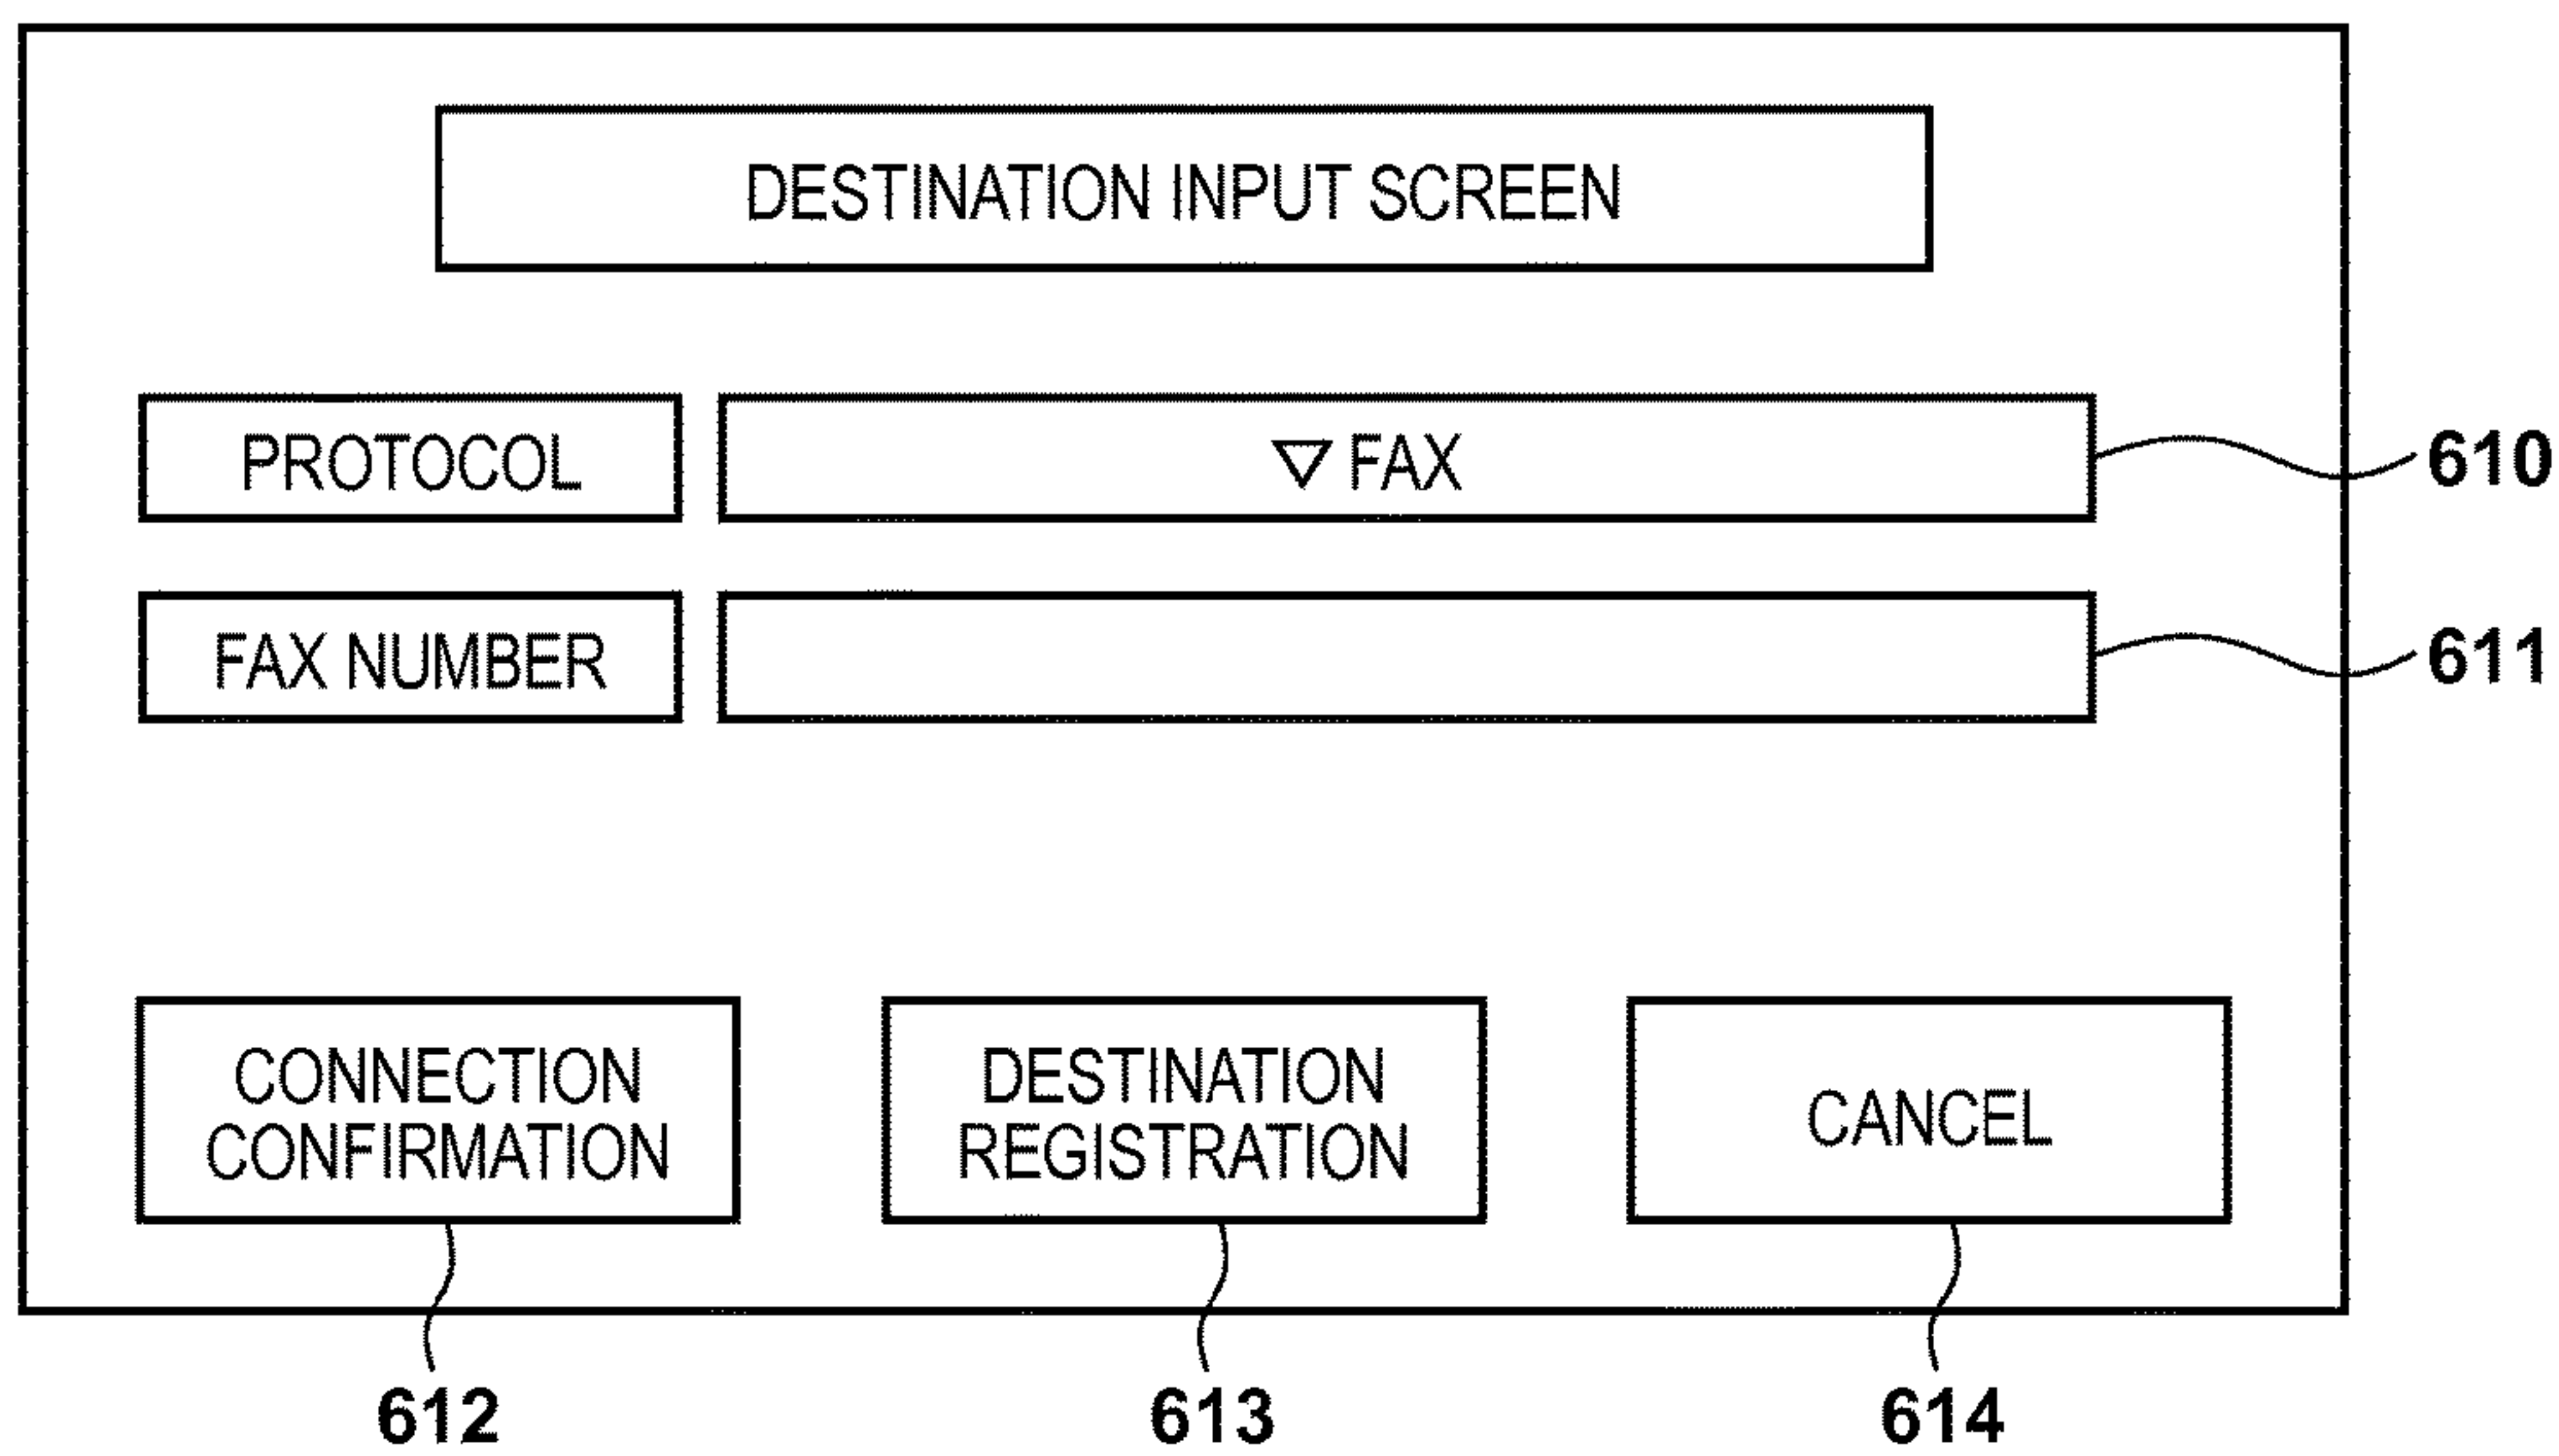 DESTINATION INPUT SCREEN
PROTOCOL ▽ FAX 610
FAX NUMBER 611
CONNECTION CONFIRMATION
DESTINATION REGISTRATION
CANCEL
612 613 614